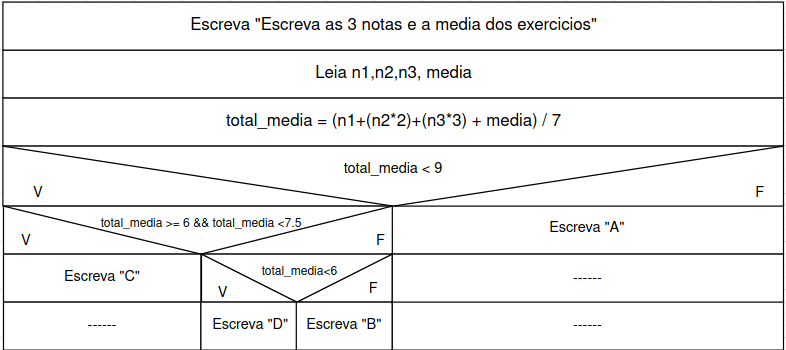 Escreva "Escreva as 3 notas e a media dos exercicios"
Leia n1,n2,n3, media
total_media = (n1+(n2*2)+(n3*3) + media) / 7
total_media < 9
V
F
total_media >= 6 && total_media <7.5
V
F
Escreva "A"
Escreva "C"
total_media<6
V
F
------
------
Escreva "D"
Escreva "B"
------